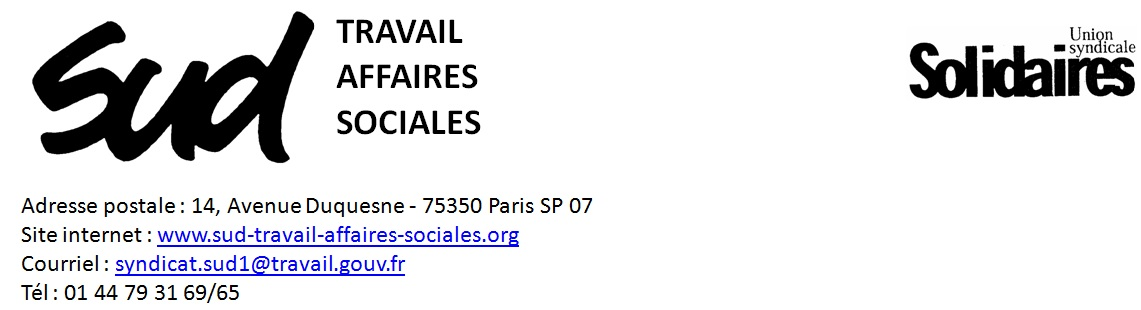 Sud
TRAVAIL
AFFAIRES
SOCIALES
Union
syndicale
Solidaires
Adresse postale : 14, Avenue Duquesne - 75350 Paris SP 07
Site internet : www.sud-travail-affaires-sociales.org
Courriel : syndicat.sud1@travail.gouv.fr
Tél : 01 44 79 31 69/65